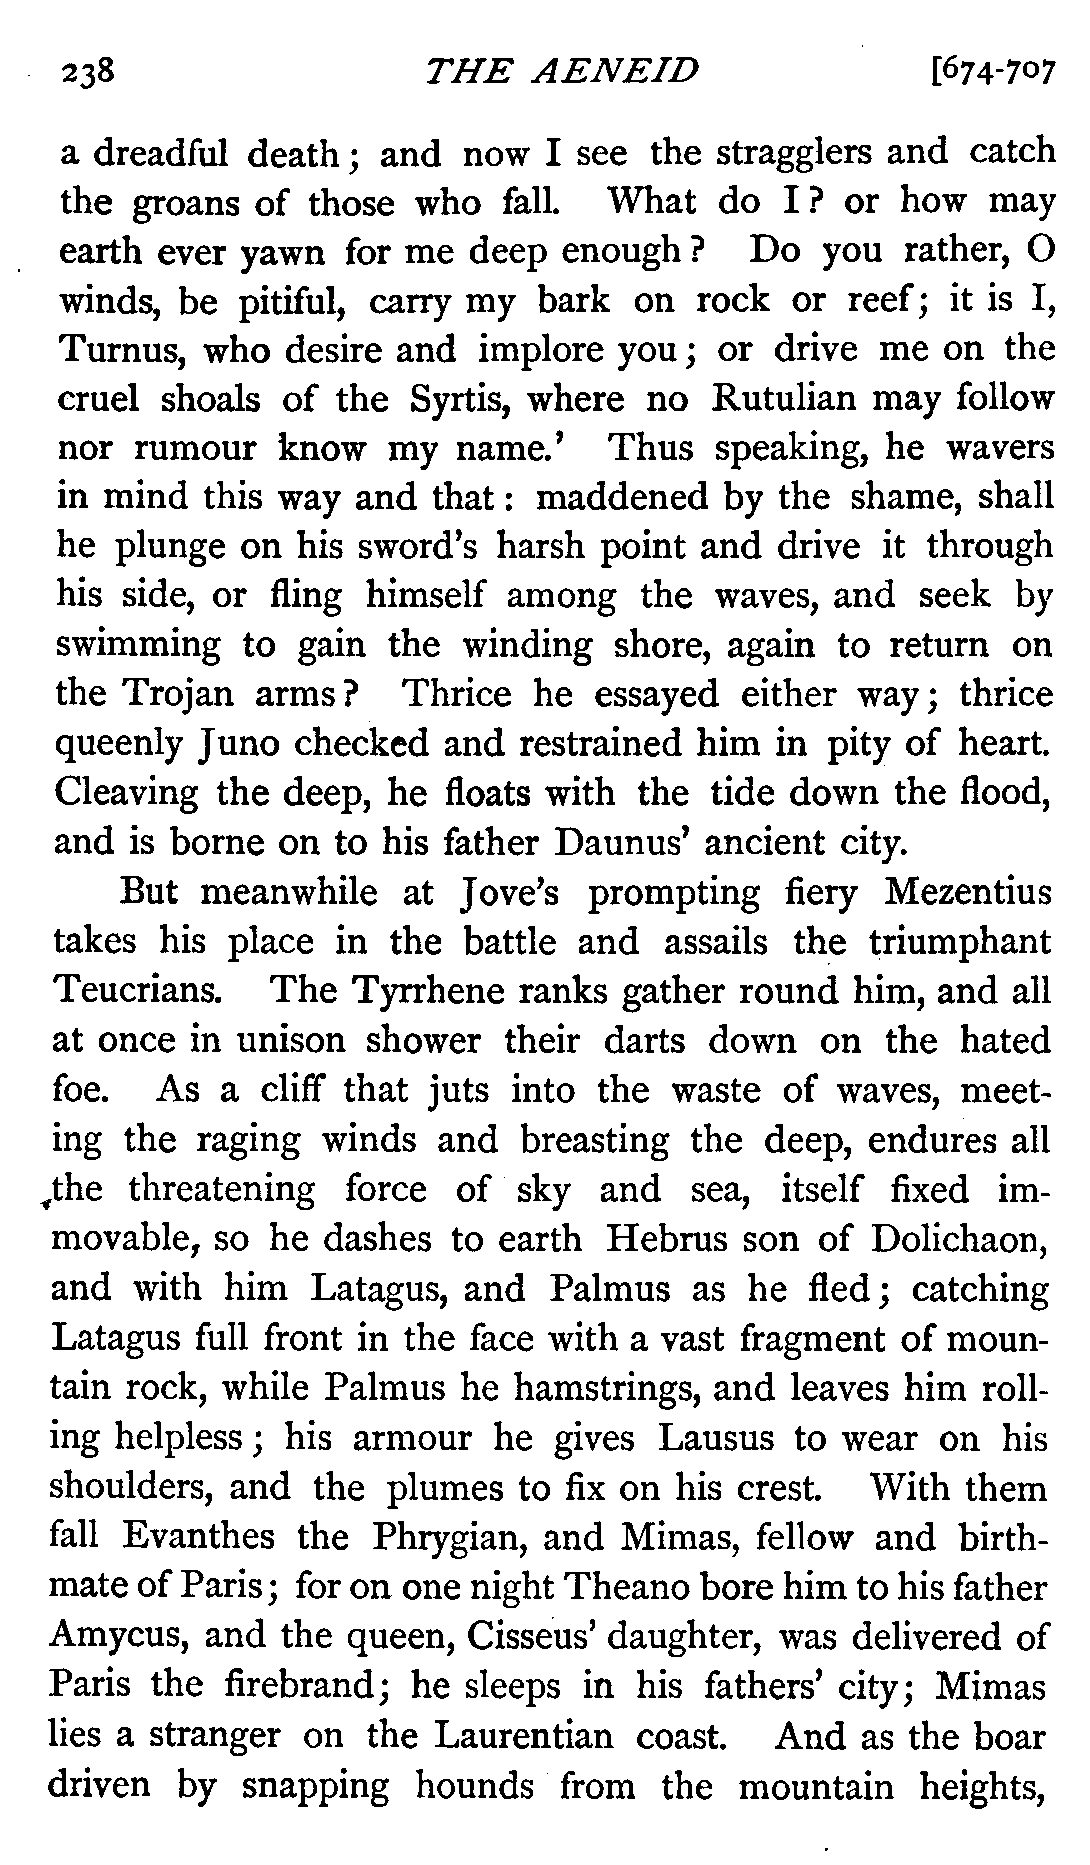 238 THE AENEID [674-707
a dreadful death; and now I see the stragglers and catch
the groans of those who fall. What do I? or how may
earth ever yawn for me deep enough? Do you rather, O
winds, be pitiful, carry my bark on rock or reef; it is I,
Turnus, who desire and implore you; or drive me on the
cruel shoals of the Syrtis, where no Rutulian may follow
nor rumour know my name.' Thus speaking, he wavers
in mind this way and that: maddened by the shame, shall
he plunge on his sword's harsh point and drive it through
his side, or fling himself among the waves, and seek by
swimming to gain the winding shore, again to return on
the Trojan arms? Thrice he essayed either way; thrice
queenly Juno checked and restrained him in pity of heart.
Cleaving the deep, he floats with the tide down the flood,
and is borne on to his father Daunus' ancient city.
But meanwhile at Jove's prompting fiery Mezentius
takes his place in the battle and assails the triumphant
Teucrians. The Tyrrhene ranks gather round him, and all
at once in unison shower their darts down on the hated
foe. As a cliff that juts into the waste of waves, meet-
ing the raging winds and breasting the deep, endures all
the threatening force of sky and sea, itself fixed im-
movable, so he dashes to earth Hebrus son of Dolichaon,
and with him Latagus, and Palmus as he fled; catching
Latagus full front in the face with a vast fragment of moun-
tain rock, while Palmus he hamstrings, and leaves him roll-
ing helpless; his armour he gives Lausus to wear on his
shoulders, and the plumes to fix on his crest. With them
fall Evanthes the Phrygian, and Mimas, fellow and birth-
mate of Paris; for on one night Theano bore him to his father
Amycus, and the queen, Cisseus' daughter, was delivered of
Paris the firebrand; he sleeps in his fathers' city; Mimas
lies a stranger on the Laurentian coast. And as the boar
driven by snapping hounds from the mountain heights,